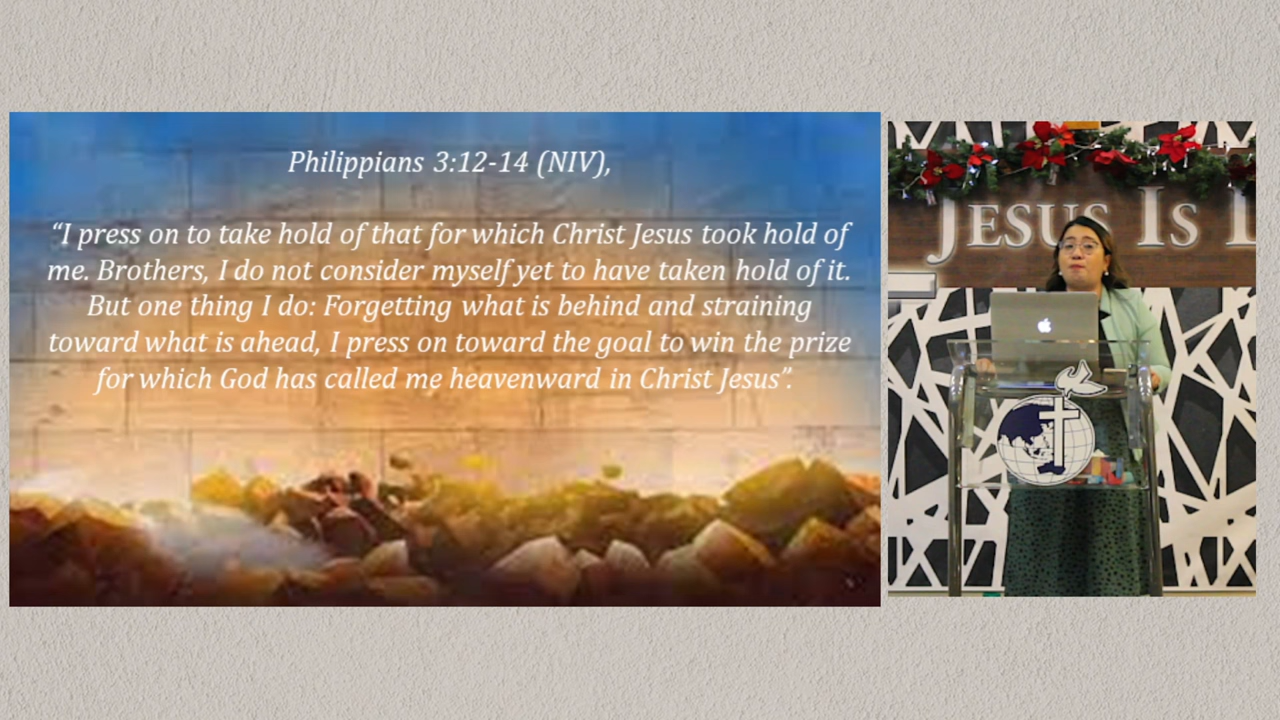 Philippians 3:12-14 (NIV),
“I press on to take hold of that for which Christ Jesus took hold of
me. Brothers, I do not consider myself yet to have taken hold of it.
But one thing I do: Forgetting what is behind and straining
toward what is ahead, I press on toward the goal to win the prize
for which God has called me heavenward in Christ Jesus”.
JESUS IS L